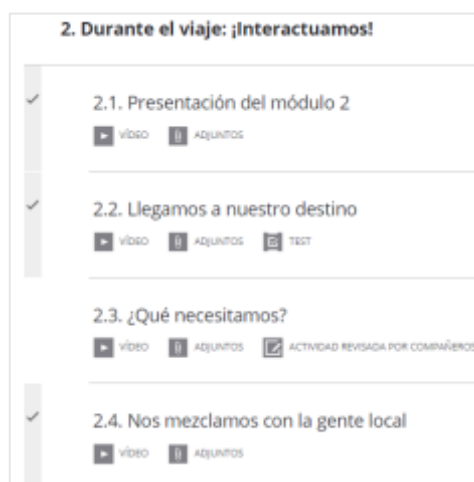 2. Durante el viaje: ¡Interactuamos!
2.1. Presentación del módulo 2
VÍDEO ADJUNTOS
2.2. Llegamos a nuestro destino
VÍDEO ADJUNTOS TEST
2.3. ¿Qué necesitamos?
VÍDEO ADJUNTOS ACTIVIDAD REVISADA POR COMPAÑEROS
2.4. Nos mezclamos con la gente local
VÍDEO ADJUNTOS